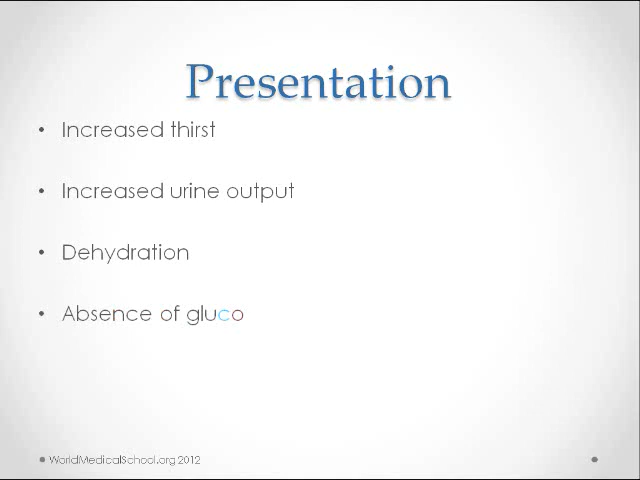 Presentation
• Increased thirst
• Increased urine output
• Dehydration
• Absence of gluco
WorldMedicalSchool.org 2012